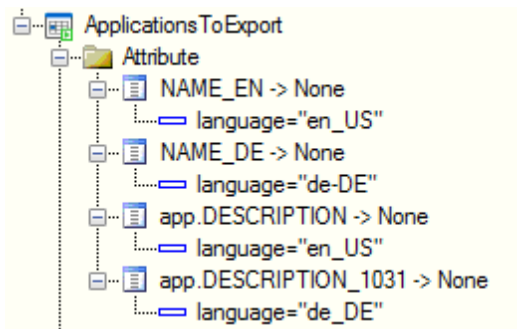 ApplicationsToExport
Attribute
NAME_EN -> None
language="en_US"
NAME_DE -> None
language="de-DE"
app.DESCRIPTION -> None
language="en_US"
app.DESCRIPTION_1031 -> None
language="de_DE"